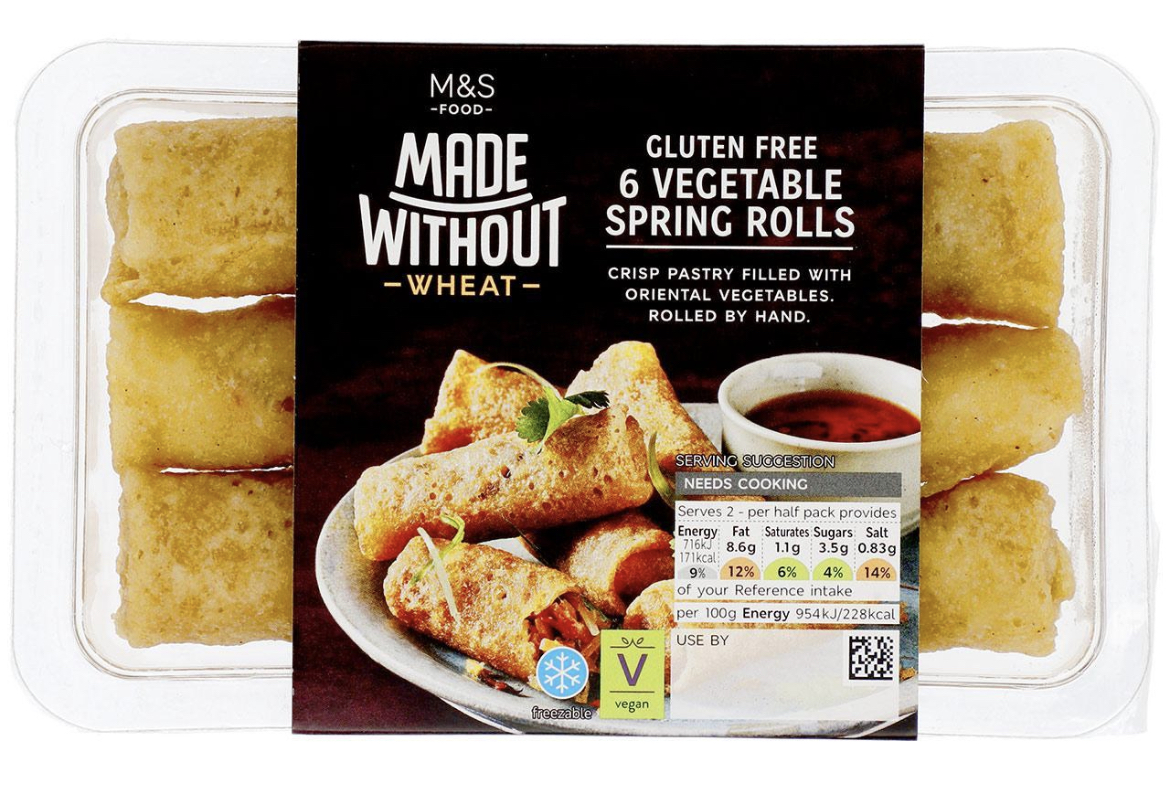 M&S
-FOOD-
MADE
WITHOUT
-WHEAT-
GLUTEN FREE
6 VEGETABLE
SPRING ROLLS
CRISP PASTRY FILLED WITH
ORIENTAL VEGETABLES.
ROLLED BY HAND.
SERVING SUGGESTION
NEEDS COOKING
Serves 2 - per half pack provides
Energy Fat Saturates Sugars Salt
716kJ 8.6g 1.1g 3.5g 0.83g
171kcal
9% 12% 6% 4% 14%
of your Reference intake
per 100g Energy 954kJ/228kcal
USE BY
V
vegan
freezable